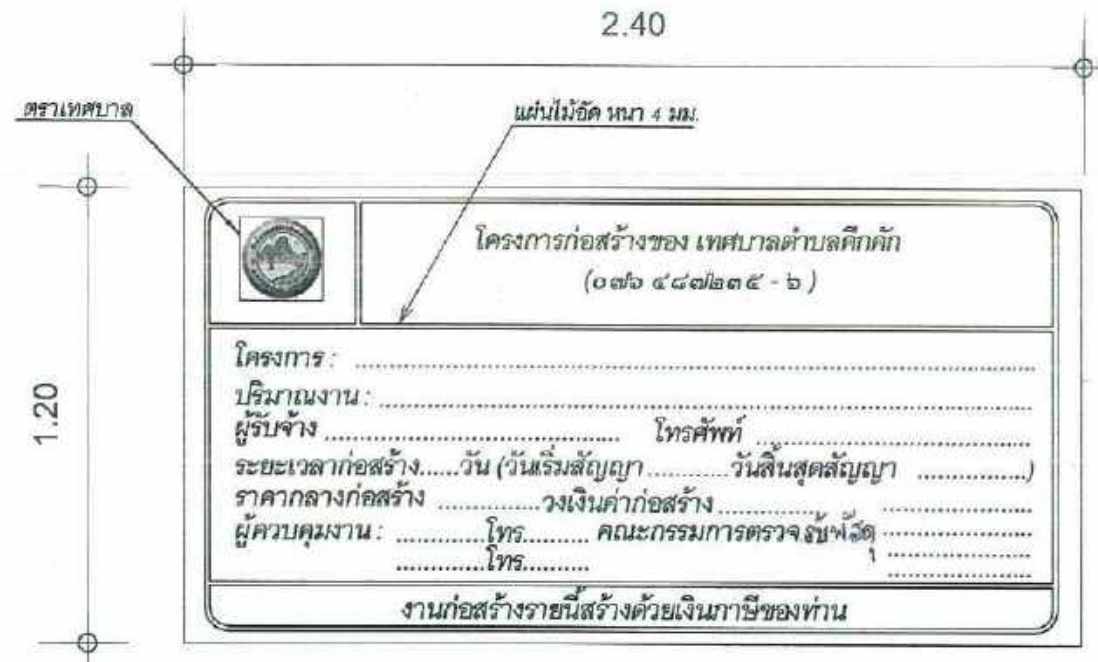 2.40
ตราเทศบาล
แผ่นไม้อัด หนา 4 มม.
1.20
โครงการก่อสร้างของ เทศบาลตำบลคึกคัก
(๐๗๖ ๔๘๗๒๓๕ - ๖ )
โครงการ : ..............................
ปริมาณงาน : ..............................
ผู้รับจ้าง .............................. โทรศัพท์ ..............................
ระยะเวลาก่อสร้าง......วัน (วันเริ่มสัญญา ..........วันสิ้นสุดสัญญา ..............)
ราคากลางก่อสร้าง ..............วงเงินค่าก่อสร้าง ..............................
ผู้ควบคุมงาน : ............โทร......... คณะกรรมการตรวจรับพัสดุ ..................
............โทร......... ..................
งานก่อสร้างรายนี้สร้างด้วยเงินภาษีของท่าน